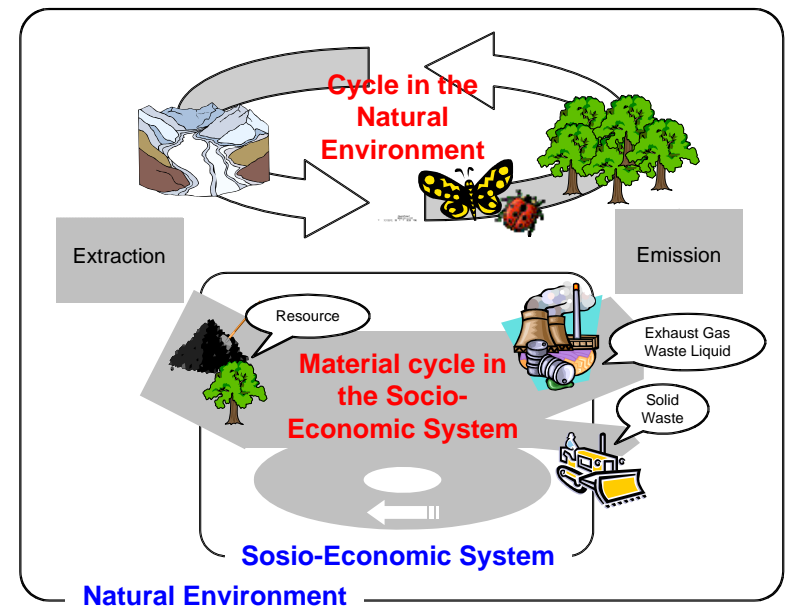 Cycle in the
Natural
Environment
Extraction
Emission
Resource
Exhaust Gas
Waste Liquid
Material cycle in
the Socio-
Economic System
Solid
Waste
Sosio-Economic System
Natural Environment